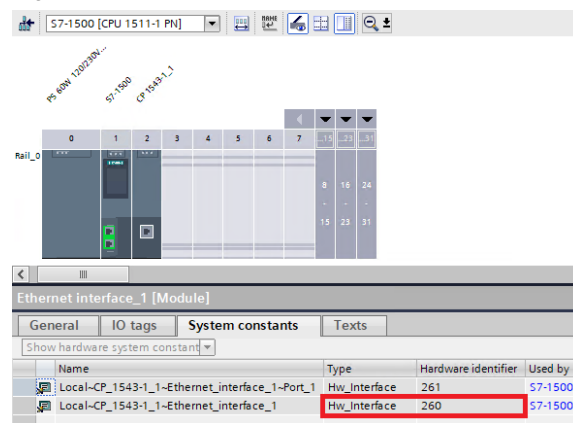 S7-1500 [CPU 1511-1 PN]
PS 60W 120/230V...
S7-1500
CP 1543-1_1
0 1 2 3 4 5 6 7 ...15 ...23 ...31
Rail_0
8 16 24
- - -
15 23 31
Ethernet interface_1 [Module]
General IO tags System constants Texts
Show hardware system constant
Name Type Hardware identifier Used by
Local~CP_1543-1_1~Ethernet_interface_1~Port_1 Hw_Interface 261 S7-1500
Local~CP_1543-1_1~Ethernet_interface_1 Hw_Interface 260 S7-1500